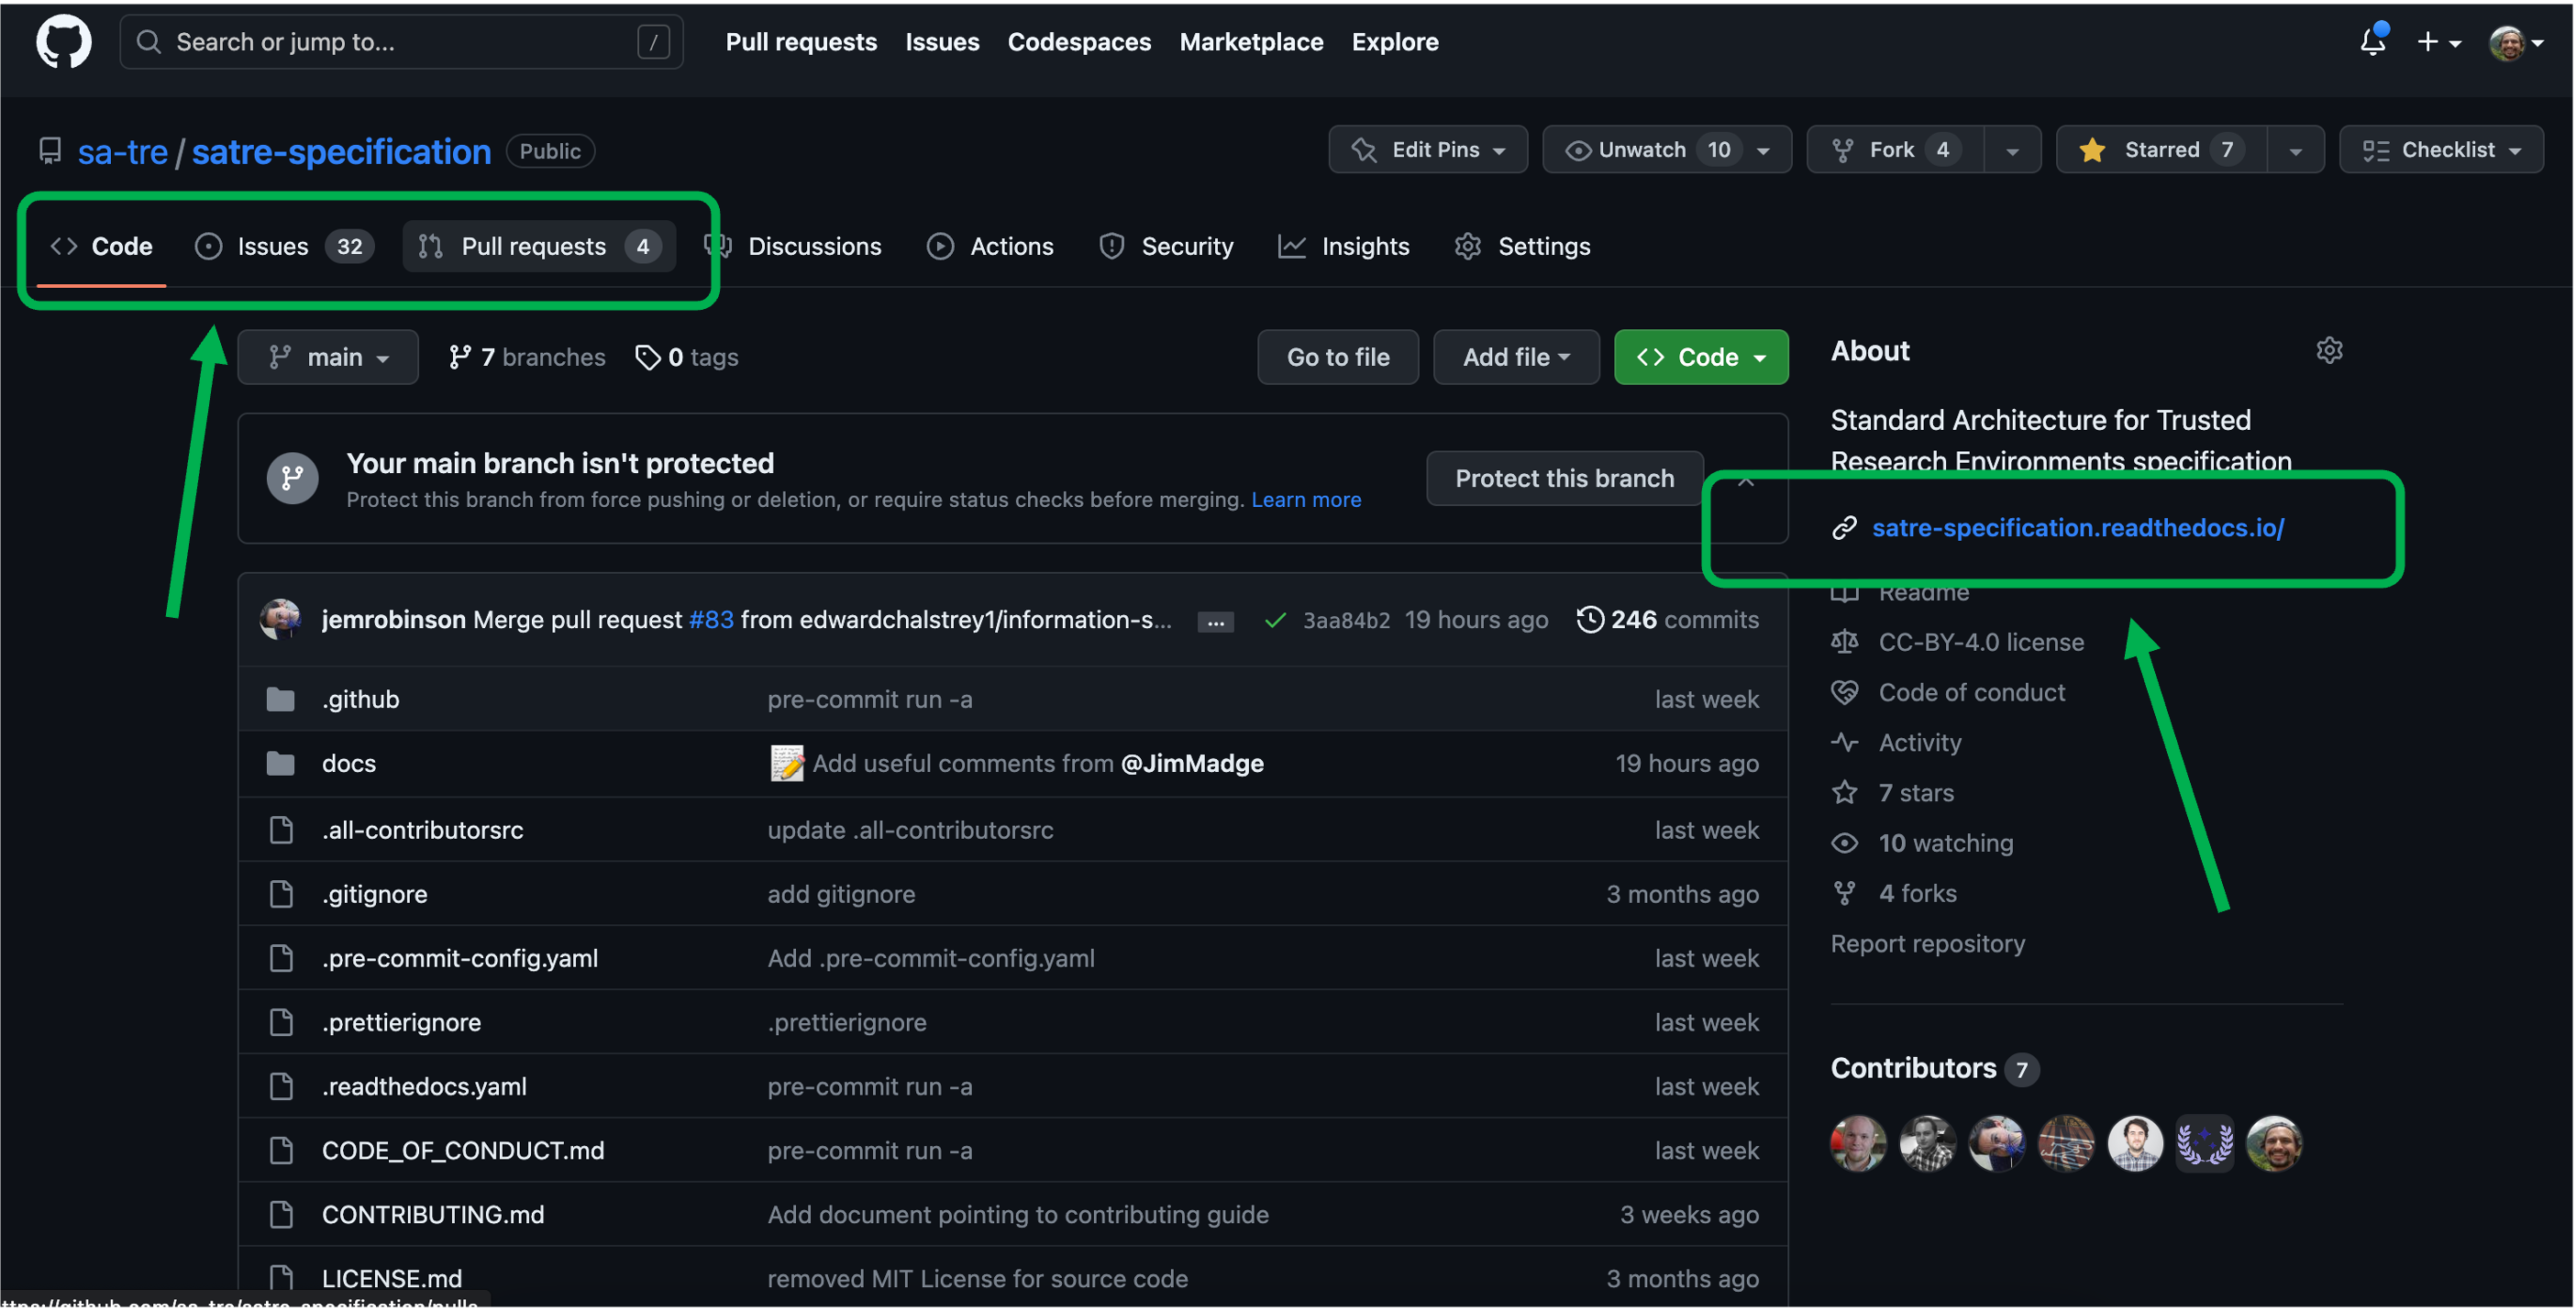 Search or jump to... /
Pull requests Issues Codespaces Marketplace Explore
sa-tre / satre-specification Public
Edit Pins Unwatch 10 Fork 4 Starred 7 Checklist
Code Issues 32 Pull requests 4 Discussions Actions Security Insights Settings
main 7 branches 0 tags Go to file Add file Code
Your main branch isn't protected
Protect this branch from force pushing or deletion, or require status checks before merging. Learn more
Protect this branch
jemrobinson Merge pull request #83 from edwardchalstrey1/information-s... ... 3aa84b2 19 hours ago 246 commits
.github pre-commit run -a last week
docs Add useful comments from @JimMadge 19 hours ago
.all-contributorsrc update .all-contributorsrc last week
.gitignore add gitignore 3 months ago
.pre-commit-config.yaml Add .pre-commit-config.yaml last week
.prettierignore .prettierignore last week
.readthedocs.yaml pre-commit run -a last week
CODE_OF_CONDUCT.md pre-commit run -a last week
CONTRIBUTING.md Add document pointing to contributing guide 3 weeks ago
LICENSE.md removed MIT License for source code 3 months ago
About
Standard Architecture for Trusted
Research Environments specification
satre-specification.readthedocs.io/
Readme
CC-BY-4.0 license
Code of conduct
Activity
7 stars
10 watching
4 forks
Report repository
Contributors 7
ttps://github.com/sa-tre/satre-specification/pulls